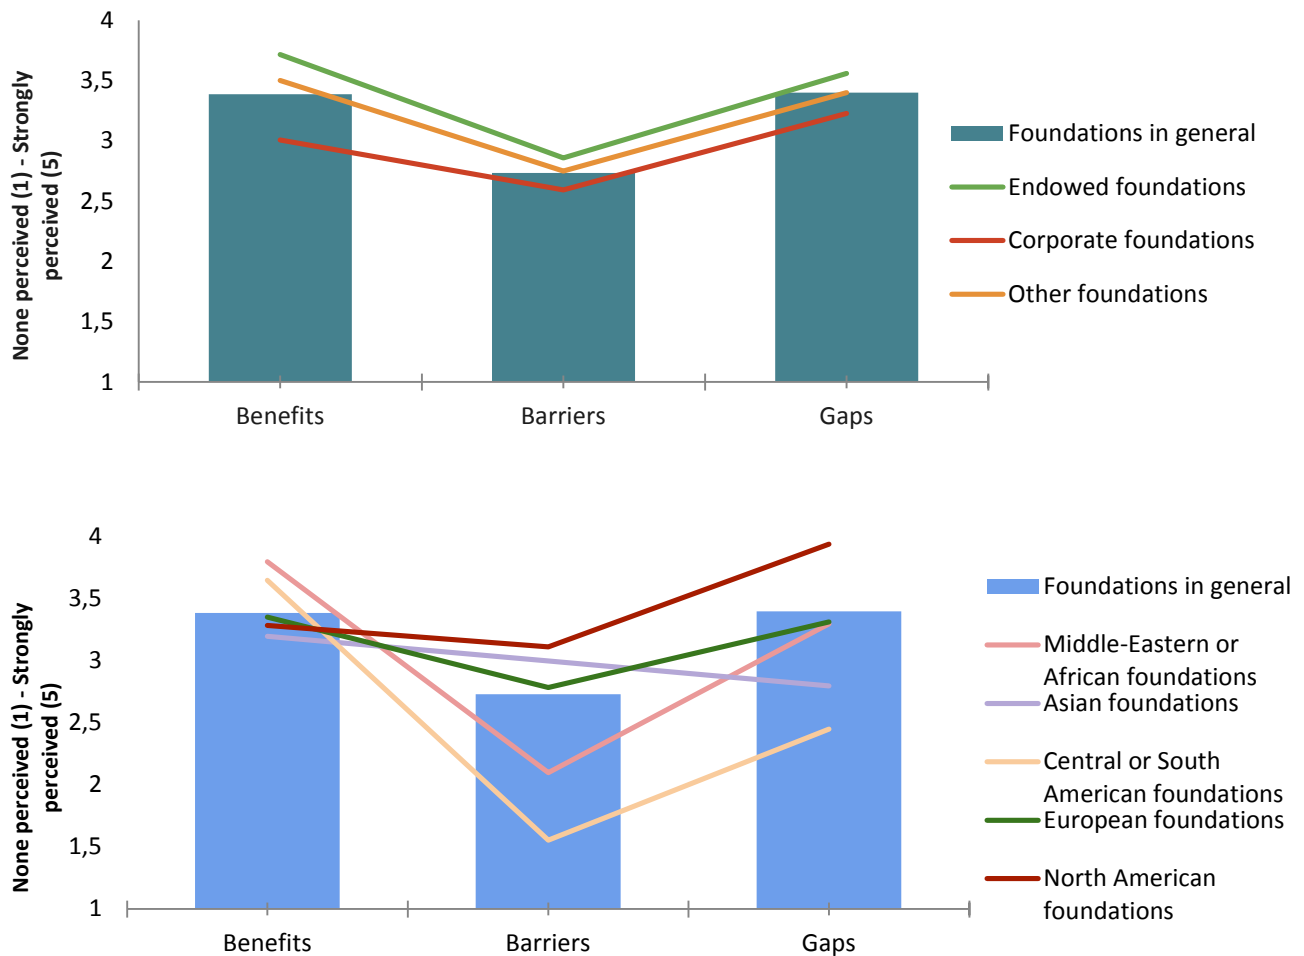 None perceived (1) - Strongly
perceived (5)
4
3,5
3
2,5
2
1,5
1
Benefits
Barriers
Gaps
Foundations in general
Endowed foundations
Corporate foundations
Other foundations
None perceived (1) - Strongly
perceived (5)
4
3,5
3
2,5
2
1,5
1
Benefits
Barriers
Gaps
Foundations in general
Middle-Eastern or
African foundations
Asian foundations
Central or South
American foundations
European foundations
North American
foundations